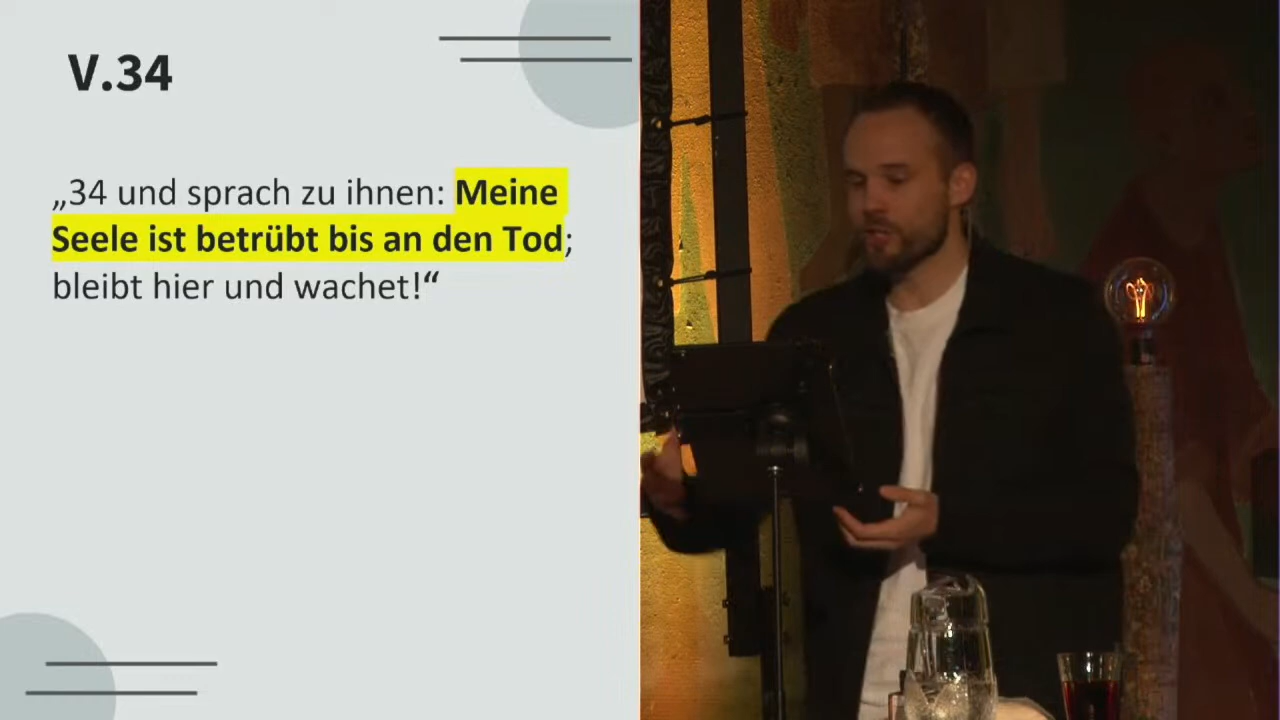 V.34
„34 und sprach zu ihnen: Meine
Seele ist betrübt bis an den Tod;
bleibt hier und wachet!“